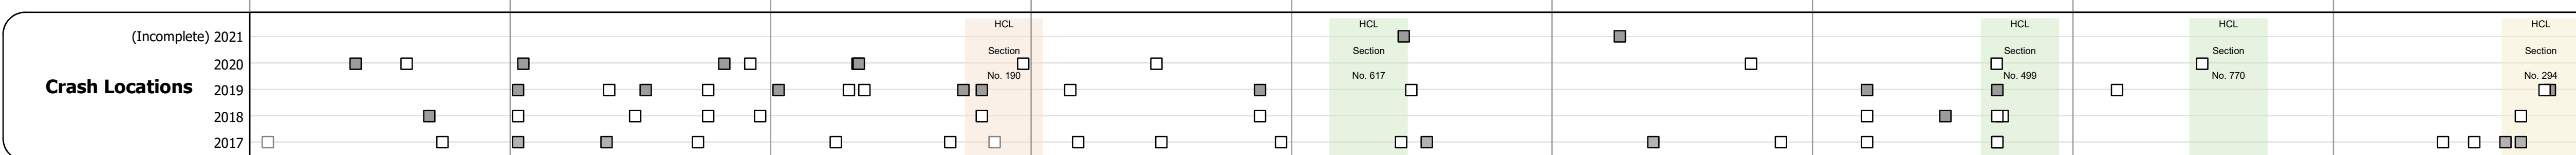 Crash Locations
(Incomplete) 2021
2020
2019
2018
2017
HCL
Section
No. 190
HCL
Section
No. 617
HCL
Section
No. 499
HCL
Section
No. 770
HCL
Section
No. 294